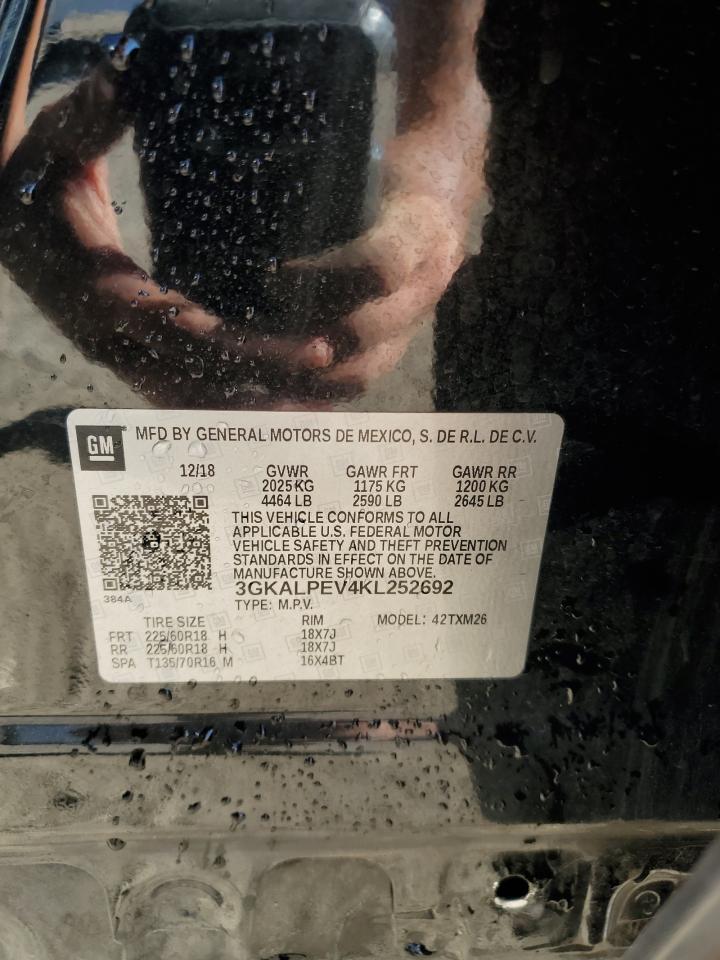 GM MFD BY GENERAL MOTORS DE MEXICO, S. DE R.L. DE C.V.
12/18 GVWR GAWR FRT GAWR RR
2025 KG 1175 KG 1200 KG
4464 LB 2590 LB 2645 LB
THIS VEHICLE CONFORMS TO ALL
APPLICABLE U.S. FEDERAL MOTOR
VEHICLE SAFETY AND THEFT PREVENTION
STANDARDS IN EFFECT ON THE DATE OF
MANUFACTURE SHOWN ABOVE.
3GKALPEV4KL252692
384A
TYPE: M.P.V.
TIRE SIZE RIM MODEL: 42TXM26
FRT 225/60R18 H 18X7J
RR 225/60R18 H 18X7J
SPA T135/70R16 M 16X4BT